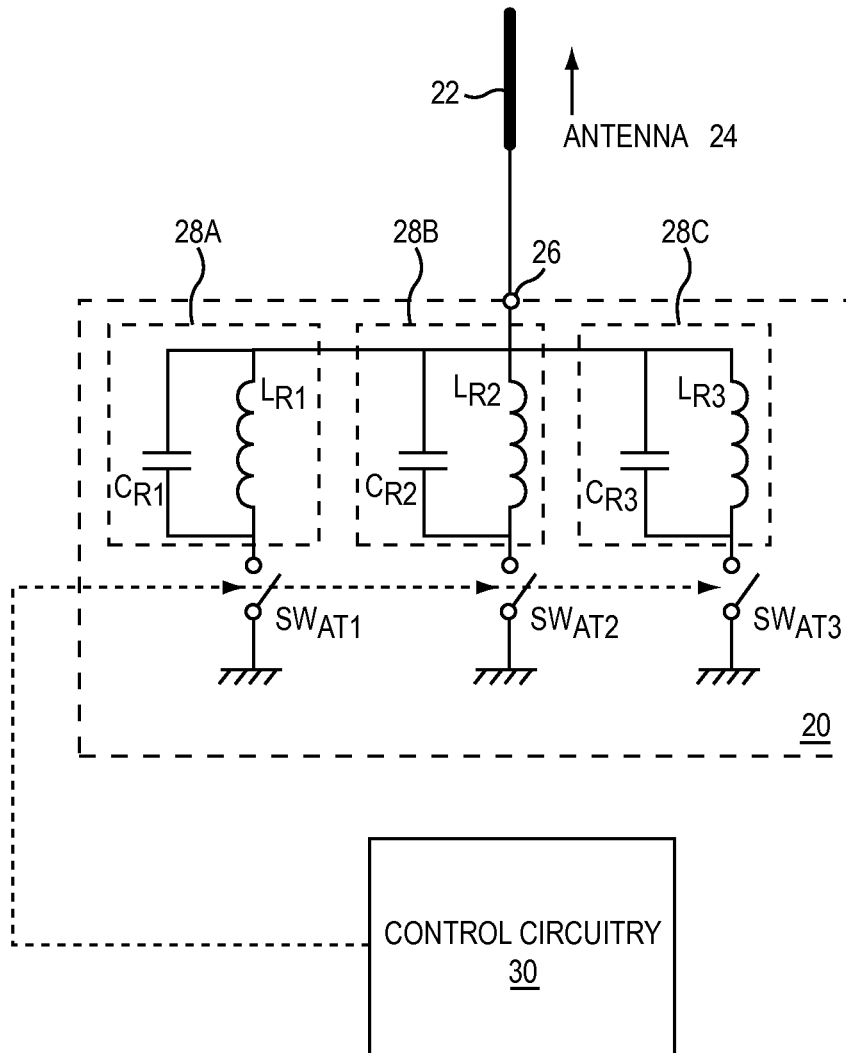 22
ANTENNA 24
28A
28B
26
28C
LR1
LR2
LR3
CR1
CR2
CR3
SWAT1
SWAT2
SWAT3
20
CONTROL CIRCUITRY
30